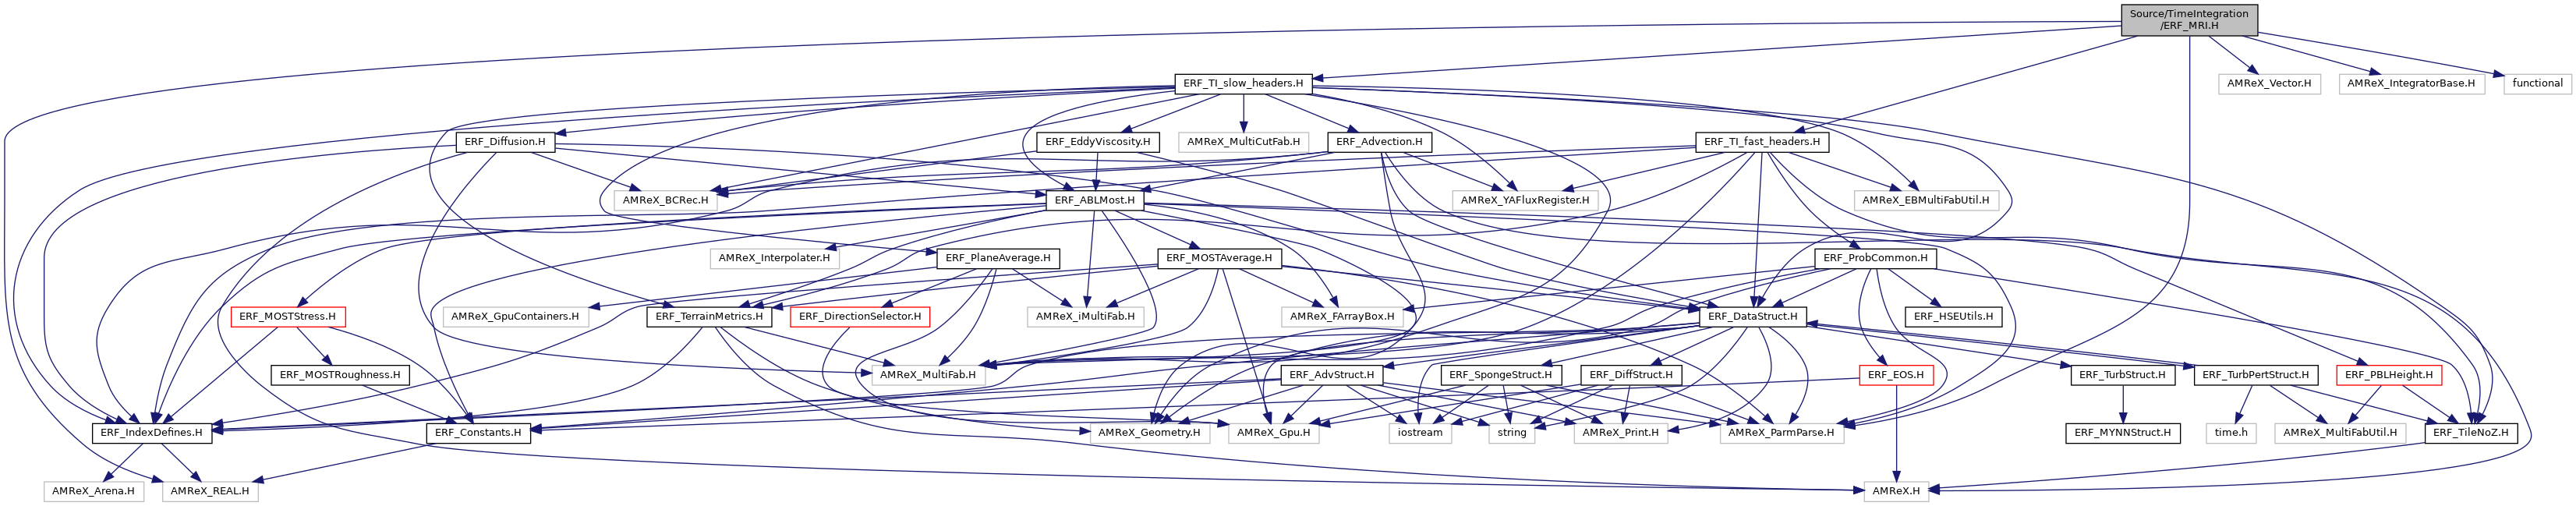 Source/TimeIntegration
/ERF_MRI.H
ERF_TI_slow_headers.H
AMReX_Vector.H
AMReX_IntegratorBase.H
functional
ERF_Diffusion.H
ERF_EddyViscosity.H
AMReX_MultiCutFab.H
ERF_Advection.H
ERF_TI_fast_headers.H
AMReX_BCRec.H
ERF_ABLMost.H
AMReX_YAFluxRegister.H
AMReX_EBMultiFabUtil.H
AMReX_Interpolater.H
ERF_PlaneAverage.H
ERF_MOSTAverage.H
ERF_ProbCommon.H
ERF_MOSTStress.H
AMReX_GpuContainers.H
ERF_TerrainMetrics.H
ERF_DirectionSelector.H
AMReX_iMultiFab.H
AMReX_FArrayBox.H
ERF_DataStruct.H
ERF_HSEUtils.H
ERF_MOSTRoughness.H
AMReX_MultiFab.H
ERF_AdvStruct.H
ERF_SpongeStruct.H
ERF_DiffStruct.H
ERF_EOS.H
ERF_TurbStruct.H
ERF_TurbPertStruct.H
ERF_PBLHeight.H
ERF_IndexDefines.H
ERF_Constants.H
AMReX_Geometry.H
AMReX_Gpu.H
iostream
string
AMReX_Print.H
AMReX_ParmParse.H
ERF_MYNNStruct.H
time.h
AMReX_MultiFabUtil.H
ERF_TileNoZ.H
AMReX_Arena.H
AMReX_REAL.H
AMReX.H